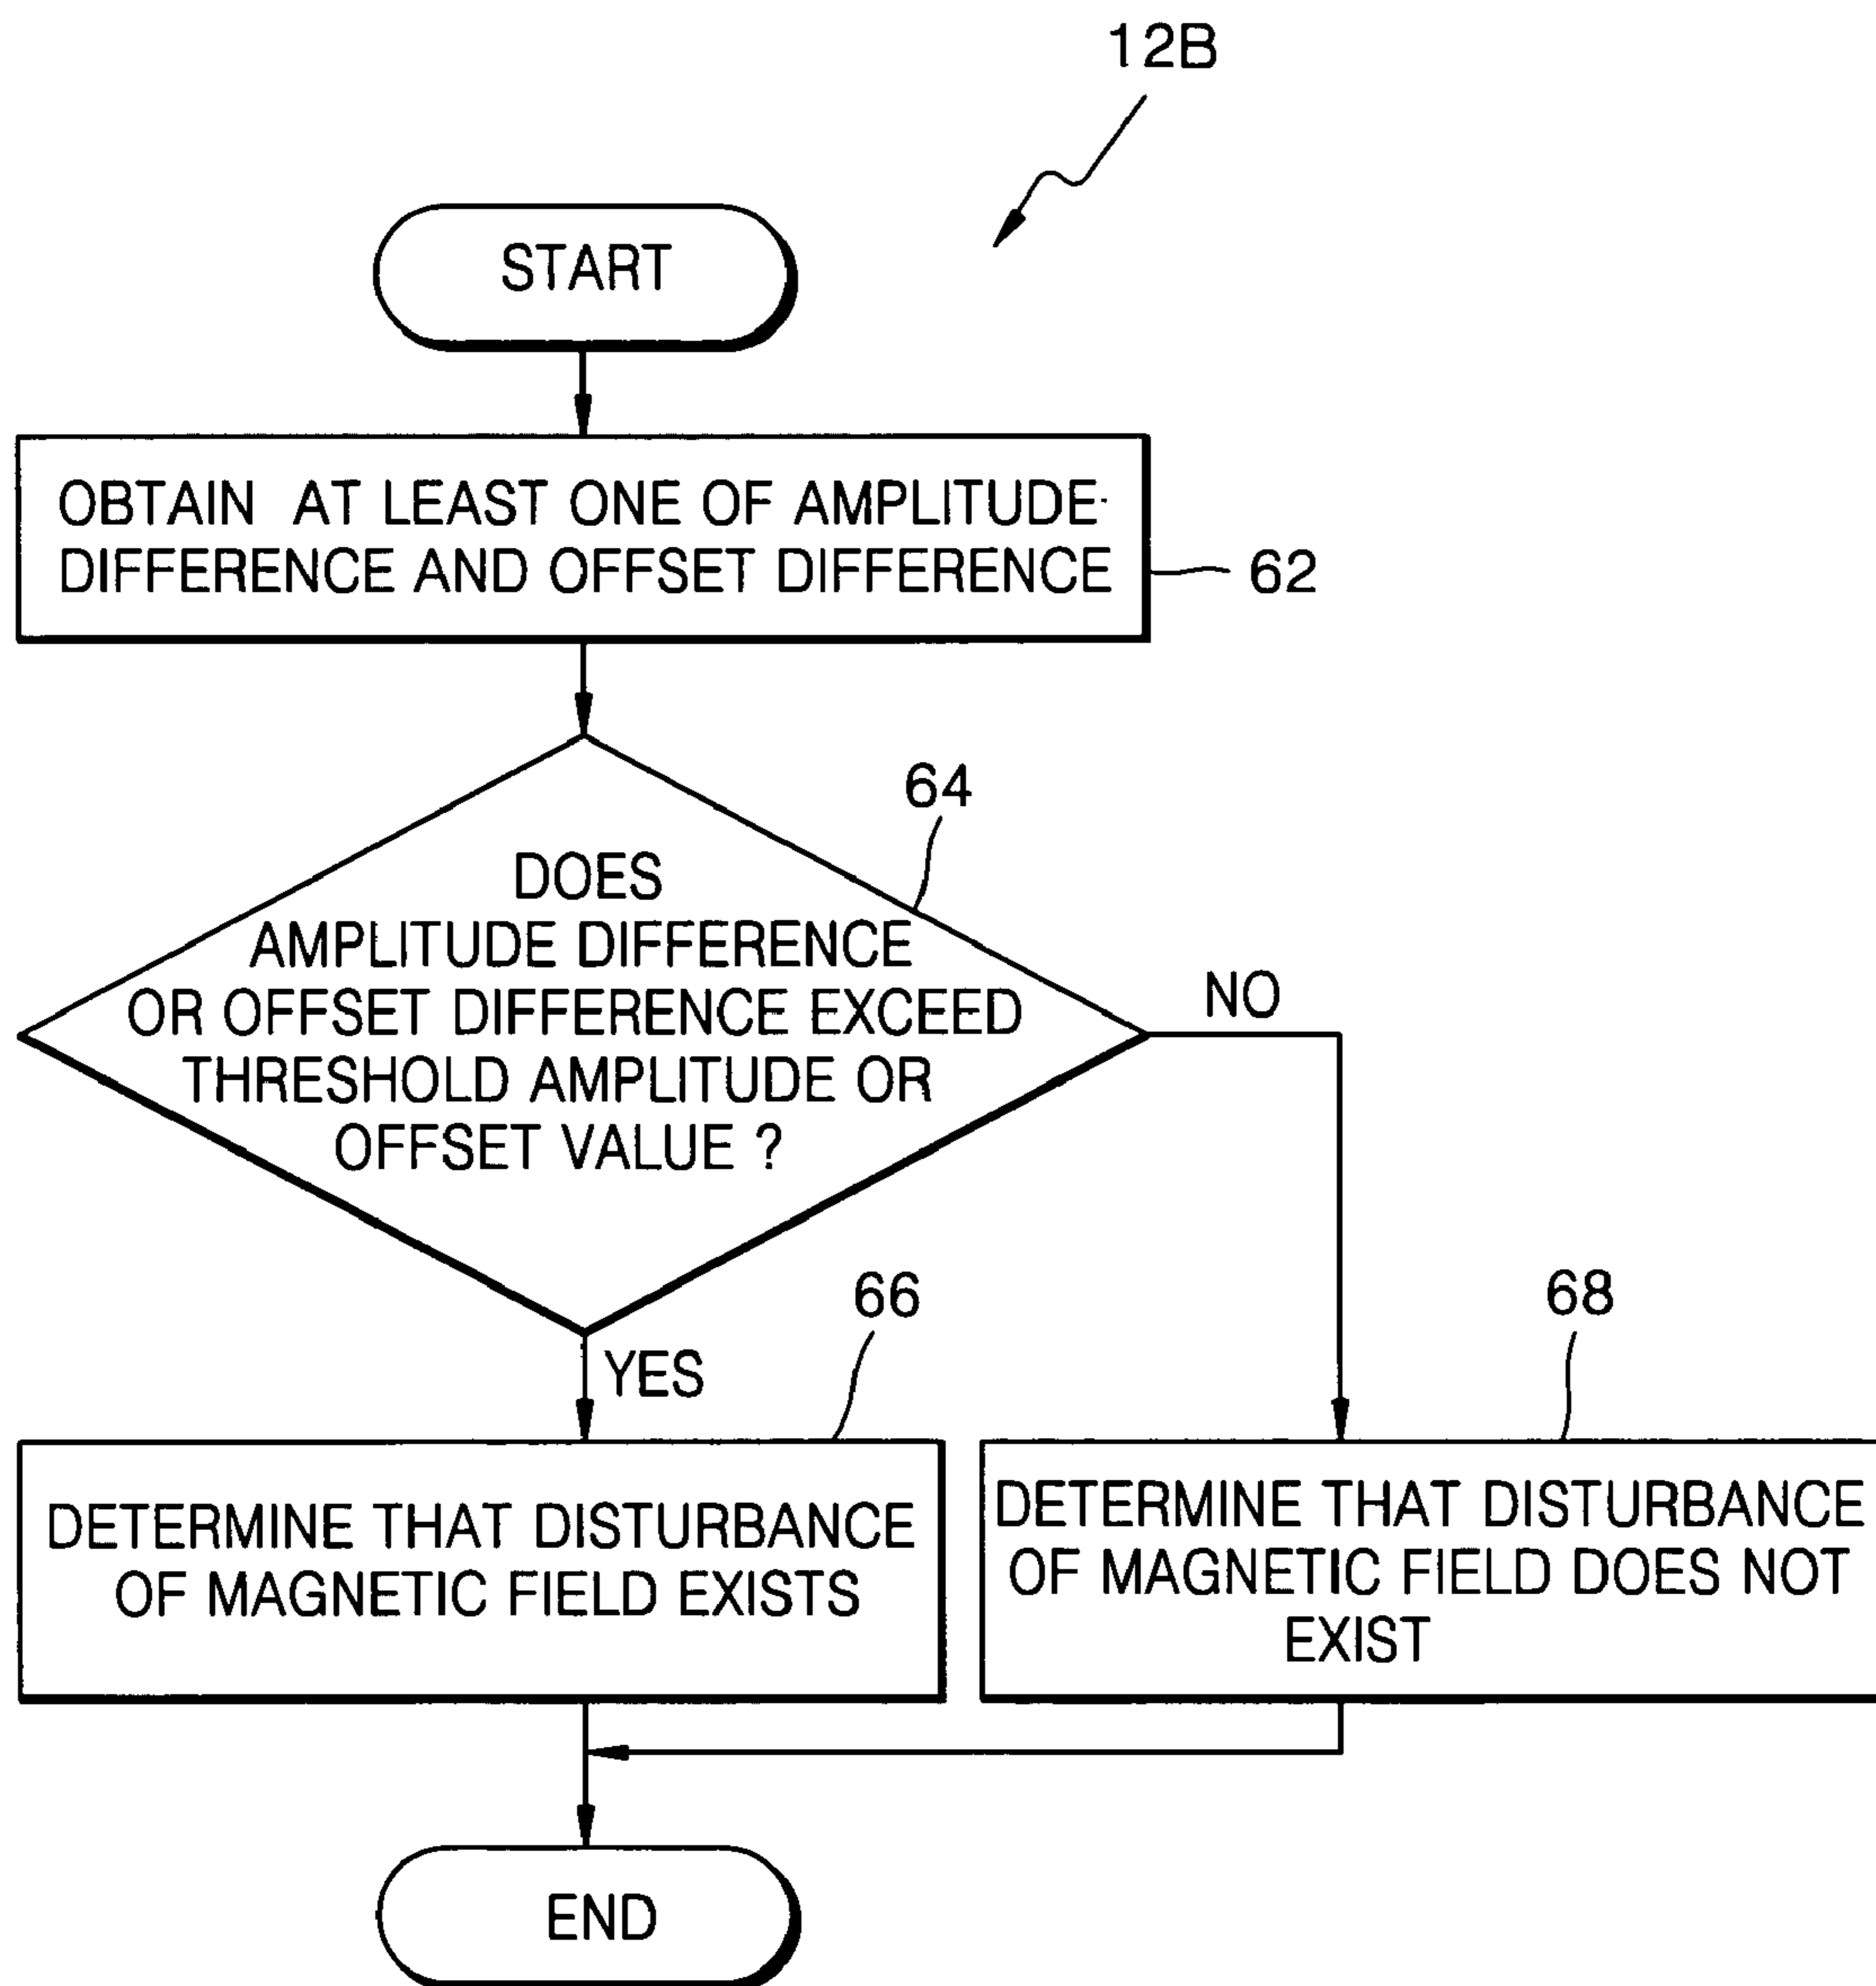 12B
START
OBTAIN AT LEAST ONE OF AMPLITUDE-
DIFFERENCE AND OFFSET DIFFERENCE
62
64
DOES
AMPLITUDE DIFFERENCE
OR OFFSET DIFFERENCE EXCEED
THRESHOLD AMPLITUDE OR
OFFSET VALUE ?
NO
YES
66
68
DETERMINE THAT DISTURBANCE
OF MAGNETIC FIELD EXISTS
DETERMINE THAT DISTURBANCE
OF MAGNETIC FIELD DOES NOT
EXIST
END